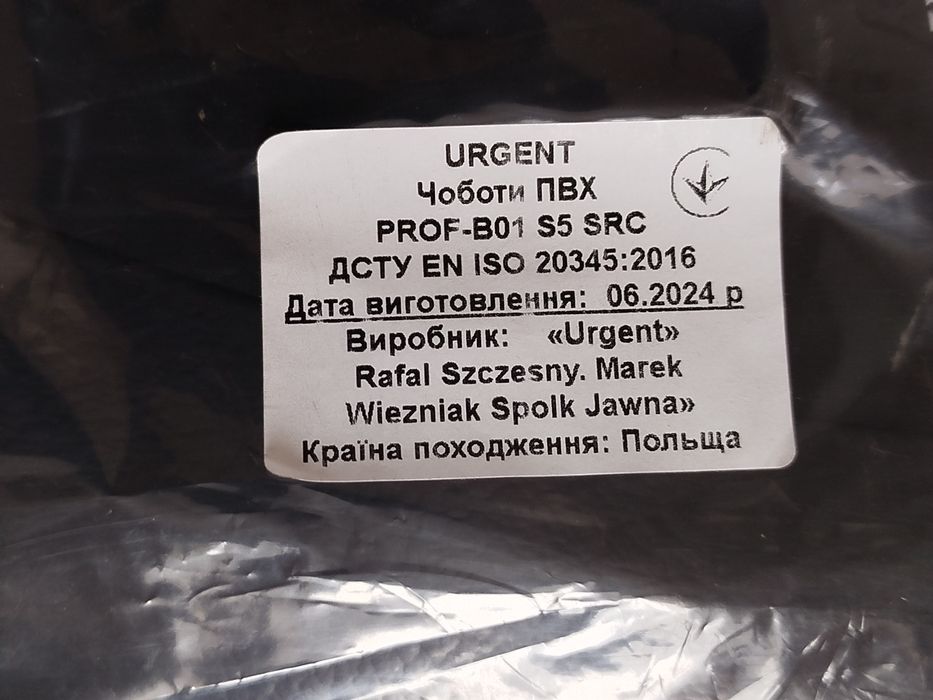 URGENT
Чоботи ПВХ
PROF-B01 S5 SRC
ДСТУ EN ISO 20345:2016
Дата виготовлення: 06.2024 р
Виробник: «Urgent»
Rafal Szczesny. Marek
Wiezniak Spolk Jawna»
Країна походження: Польща